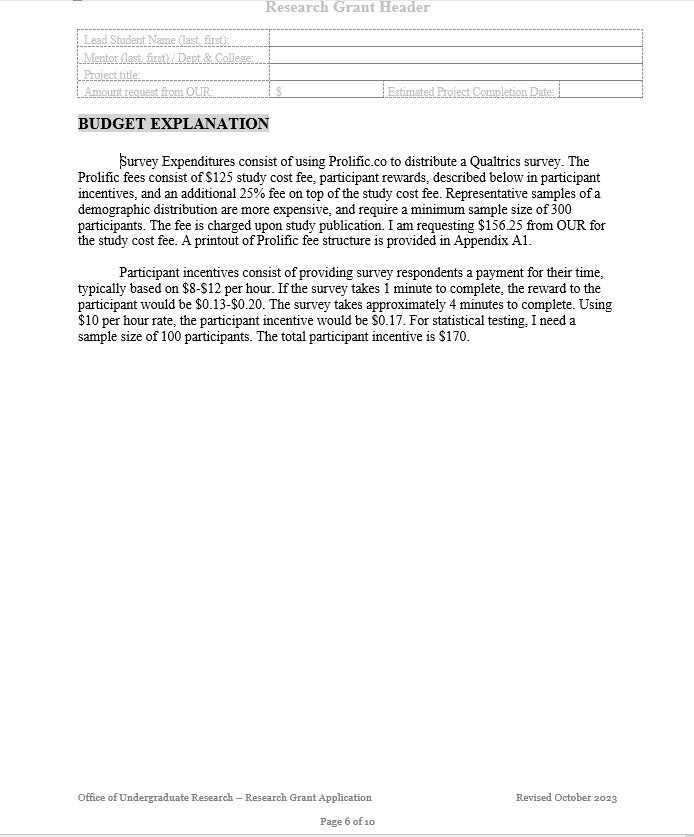 Research Grant Header
Lead Student Name (last, first):
Mentor (last, first) / Dept & College:
Project title:
Amount request from OUR: $ Estimated Project Completion Date:
BUDGET EXPLANATION
Survey Expenditures consist of using Prolific.co to distribute a Qualtrics survey. The
Prolific fees consist of $125 study cost fee, participant rewards, described below in participant
incentives, and an additional 25% fee on top of the study cost fee. Representative samples of a
demographic distribution are more expensive, and require a minimum sample size of 300
participants. The fee is charged upon study publication. I am requesting $156.25 from OUR for
the study cost fee. A printout of Prolific fee structure is provided in Appendix A1.
Participant incentives consist of providing survey respondents a payment for their time,
typically based on $8-$12 per hour. If the survey takes 1 minute to complete, the reward to the
participant would be $0.13-$0.20. The survey takes approximately 4 minutes to complete. Using
$10 per hour rate, the participant incentive would be $0.17. For statistical testing, I need a
sample size of 100 participants. The total participant incentive is $170.
Office of Undergraduate Research – Research Grant Application Revised October 2023
Page 6 of 10